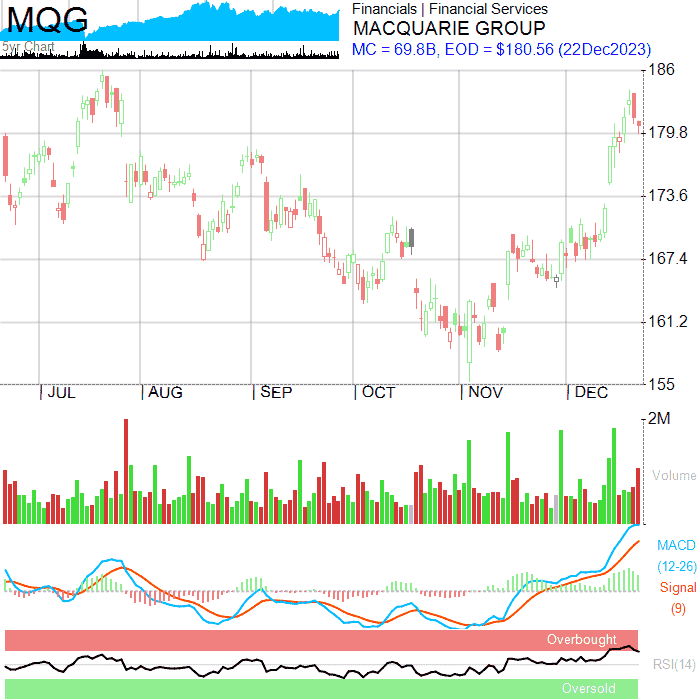 MQG
5yr Chart
Financials | Financial Services
MACQUARIE GROUP
MC = 69.8B, EOD = $180.56 (22Dec2023)
186
179.8
173.6
167.4
161.2
155
JUL
AUG
SEP
OCT
NOV
DEC
2M
Volume
MACD
(12-26)
Signal
(9)
Overbought
RSI(14)
Oversold